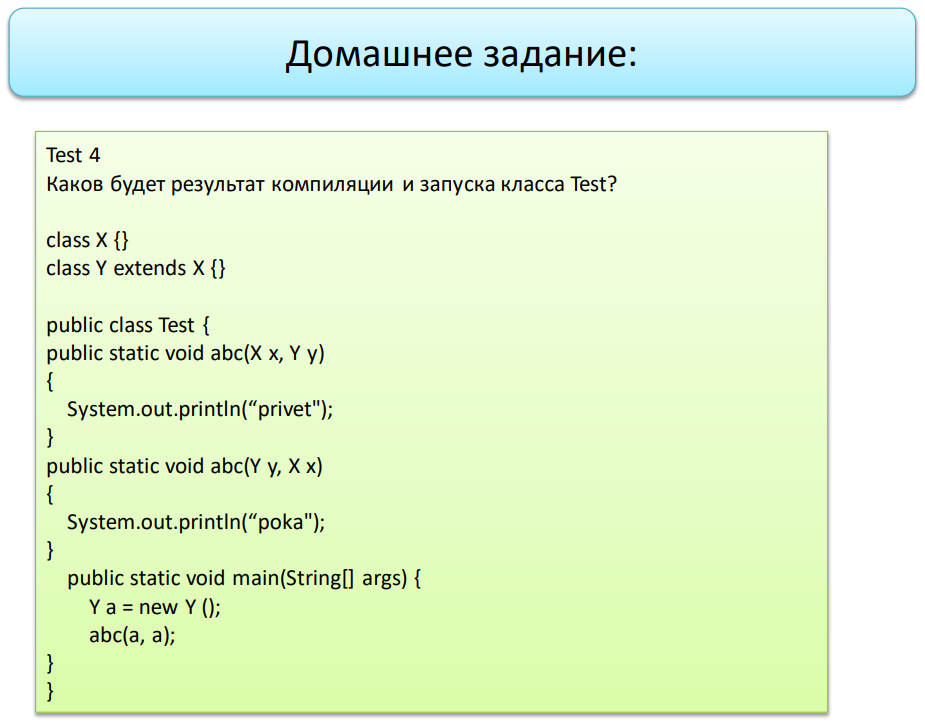 Домашнее задание:
Test 4
Каков будет результат компиляции и запуска класса Test?
class X {}
class Y extends X {}
public class Test {
public static void abc(X x, Y y)
{
System.out.println(“privet");
}
public static void abc(Y y, X x)
{
System.out.println(“poka");
}
public static void main(String[] args) {
Y a = new Y ();
abc(a, a);
}
}